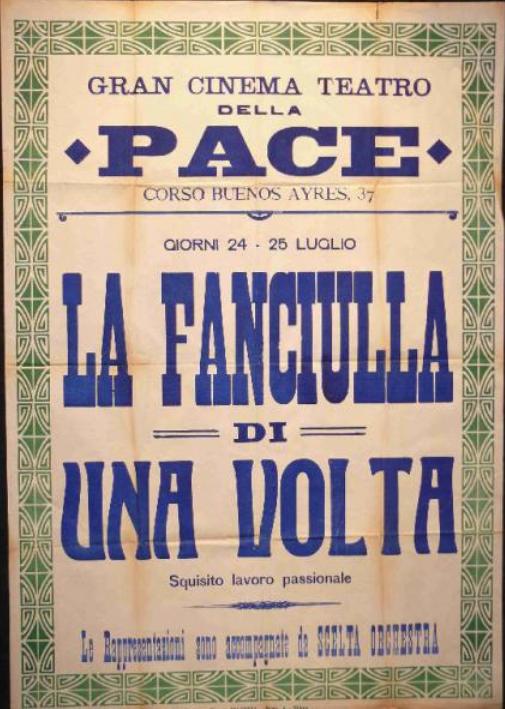 GRAN CINEMA TEATRO
DELLA
PACE
CORSO BUENOS AYRES, 37
GIORNI 24 - 25 LUGLIO
LA FANCIULLA
DI
UNA VOLTA
Squisito lavoro passionale
Le Rappresentazioni sono accompagnate da SCELTA ORCHESTRA